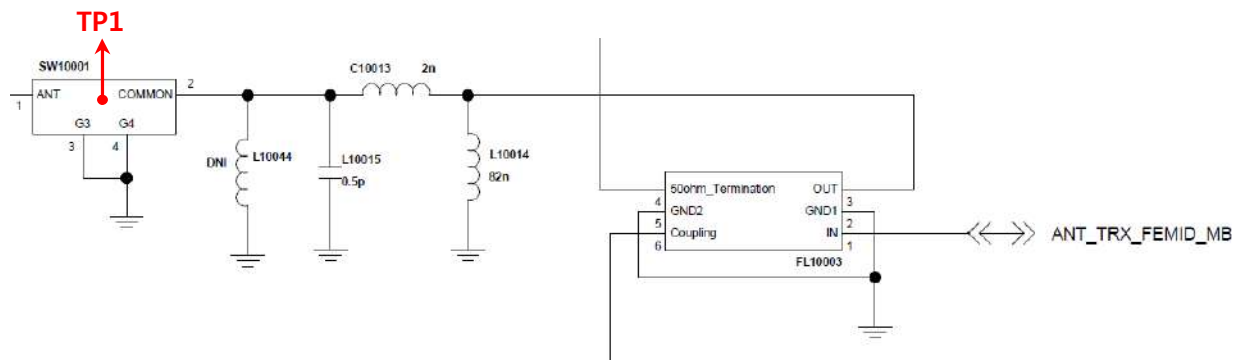 TP1
SW10001
ANT
COMMON
1
2
G3
G4
3
4
DNI
L10044
L10015
0.5p
C10013
2n
L10014
82n
50ohm_Termination
OUT
4
3
GND2
GND1
5
2
Coupling
IN
6
1
FL10003
ANT_TRX_FEMID_MB